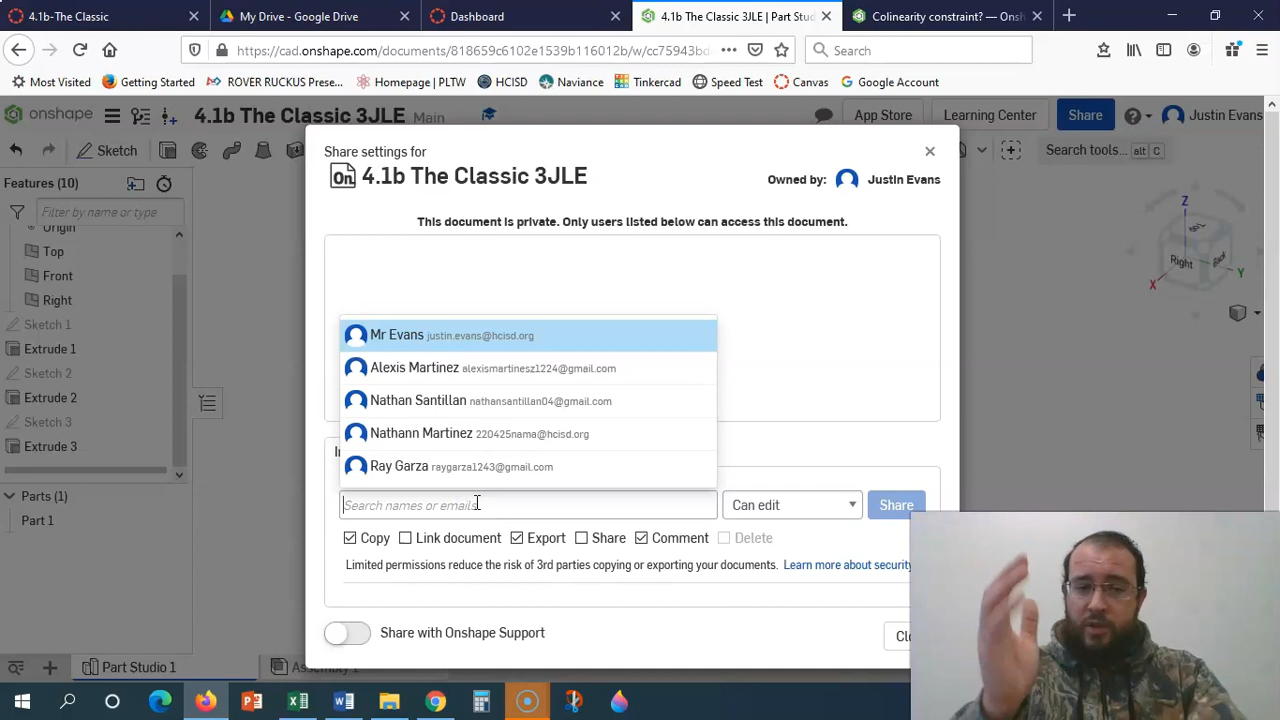 4.1b-The Classic
My Drive - Google Drive
Dashboard
4.1b The Classic 3JLE | Part Stud
Colinearity constraint? — Onsh
https://cad.onshape.com/documents/818659c6102e1539b116012b/w/cc75943bd
Search
Most Visited
Getting Started
ROVER RUCKUS Prese...
Homepage | PLTW
HCISD
Naviance
Tinkercad
Speed Test
Canvas
Google Account
onshape
4.1b The Classic 3JLE Main
App Store
Learning Center
Share
Justin Evans
Sketch
Search tools... alt C
Features (10)
Filter by name or type
Origin
Top
Front
Right
Sketch 1
Extrude 1
Sketch 2
Extrude 2
Sketch 3
Extrude 3
Parts (1)
Part 1
Share settings for
On 4.1b The Classic 3JLE
Owned by: Justin Evans
This document is private. Only users listed below can access this document.
Mr Evans justin.evans@hcisd.org
Alexis Martinez alexismartinesz1224@gmail.com
Nathan Santillan nathansantillan04@gmail.com
Nathann Martinez 220425nama@hcisd.org
Ray Garza raygarza1243@gmail.com
Search names or emails
Can edit
Share
Copy Link document Export Share Comment Delete
Limited permissions reduce the risk of 3rd parties copying or exporting your documents. Learn more about security
Share with Onshape Support
Z
Right
Back
X
Y
Part Studio 1
Assembly 1